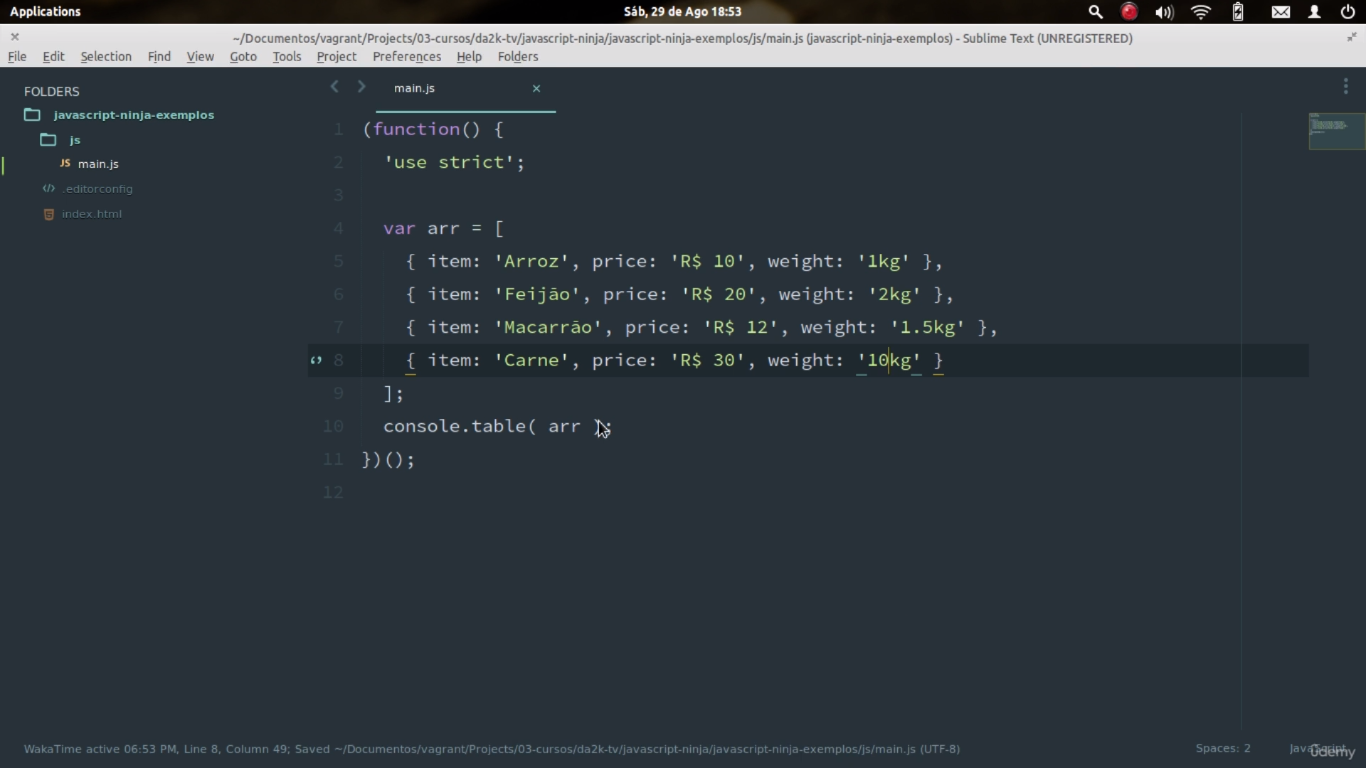 Applications
Sáb, 29 de Ago 18:53
~/Documentos/vagrant/Projects/03-cursos/da2k-tv/javascript-ninja/javascript-ninja-exemplos/js/main.js (javascript-ninja-exemplos) - Sublime Text (UNREGISTERED)
File Edit Selection Find View Goto Tools Project Preferences Help Folders
FOLDERS
javascript-ninja-exemplos
js
JS main.js
.editorconfig
index.html
main.js
1 (function() {
2 'use strict';
3
4 var arr = [
5 { item: 'Arroz', price: 'R$ 10', weight: '1kg' },
6 { item: 'Feijão', price: 'R$ 20', weight: '2kg' },
7 { item: 'Macarrão', price: 'R$ 12', weight: '1.5kg' },
8 { item: 'Carne', price: 'R$ 30', weight: '10kg' }
9 ];
10 console.table( arr );
11 })();
12
WakaTime active 06:53 PM, Line 8, Column 49; Saved ~/Documentos/vagrant/Projects/03-cursos/da2k-tv/javascript-ninja/javascript-ninja-exemplos/js/main.js (UTF-8)
Spaces: 2
JavaScript
ûdemy